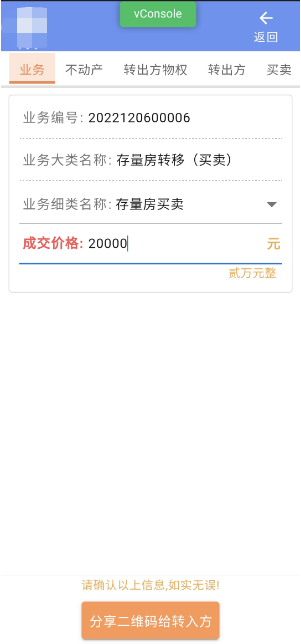 vConsole
返回
业务 不动产 转出方物权 转出方 买卖
业务编号: 2022120600006
业务大类名称: 存量房转移（买卖）
业务细类名称: 存量房买卖
成交价格: 20000 元
贰万元整
请确认以上信息,如实无误!
分享二维码给转入方